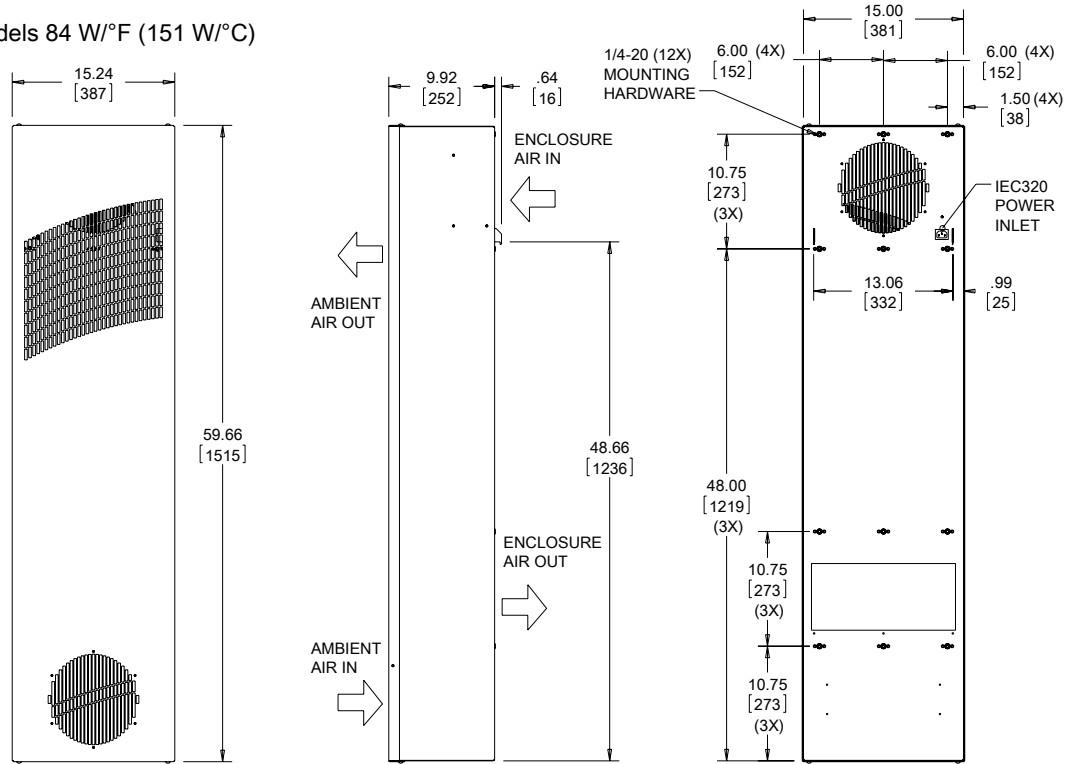 dels 84 W/°F (151 W/°C)
15.24
[387]
59.66
[1515]
9.92
[252]
.64
[16]
ENCLOSURE
AIR IN
AMBIENT
AIR OUT
48.66
[1236]
ENCLOSURE
AIR OUT
AMBIENT
AIR IN
15.00
[381]
1/4-20 (12X)
MOUNTING
HARDWARE
6.00 (4X)
[152]
6.00 (4X)
[152]
1.50 (4X)
[38]
10.75
[273]
(3X)
IEC320
POWER
INLET
13.06
[332]
.99
[25]
48.00
[1219]
(3X)
10.75
[273]
(3X)
10.75
[273]
(3X)